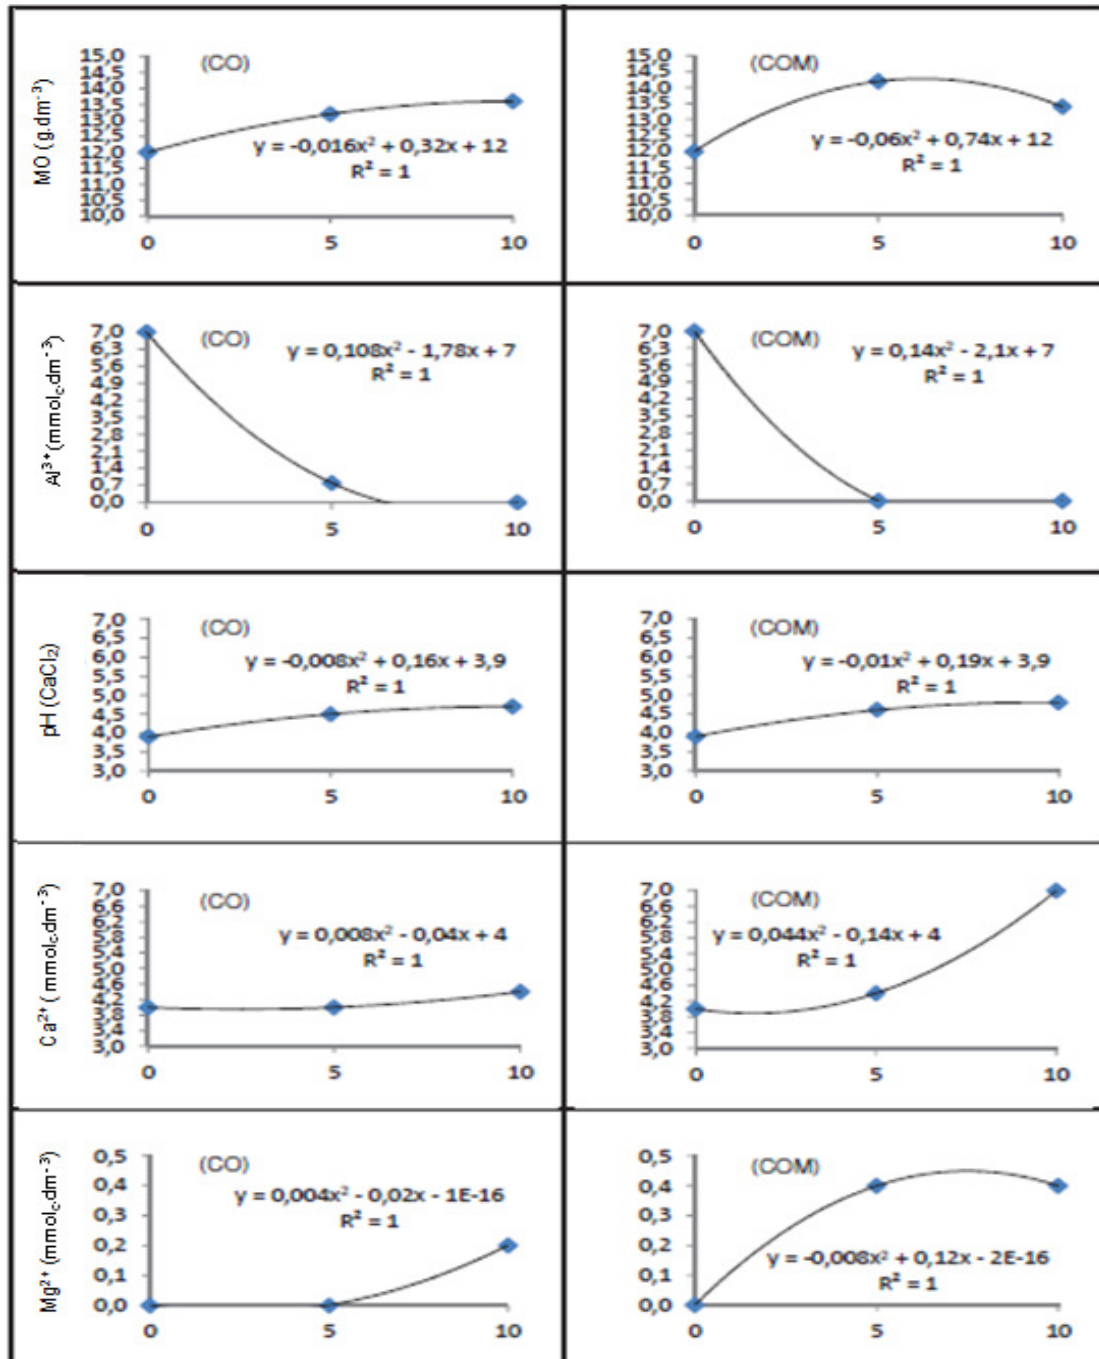 MO (g.dm⁻³)
(CO)
15,0
14,5
14,0
13,5
13,0
12,5
12,0
11,5
11,0
10,5
10,0
y = -0,016x² + 0,32x + 12
R² = 1
0 5 10
(COM)
15,0
14,5
14,0
13,5
13,0
12,5
12,0
11,5
11,0
10,5
10,0
y = -0,06x² + 0,74x + 12
R² = 1
0 5 10
Al³⁺(mmolc.dm⁻³)
(CO)
7,0
6,3
5,6
4,9
4,2
3,5
2,8
2,1
1,4
0,7
0,0
y = 0,108x² - 1,78x + 7
R² = 1
0 5 10
(COM)
7,0
6,3
5,6
4,9
4,2
3,5
2,8
2,1
1,4
0,7
0,0
y = 0,14x² - 2,1x + 7
R² = 1
0 5 10
pH (CaCl₂)
(CO)
7,0
6,5
6,0
5,5
5,0
4,5
4,0
3,5
3,0
y = -0,008x² + 0,16x + 3,9
R² = 1
0 5 10
(COM)
7,0
6,5
6,0
5,5
5,0
4,5
4,0
3,5
3,0
y = -0,01x² + 0,19x + 3,9
R² = 1
0 5 10
Ca²⁺ ( mmolc.dm⁻³)
(CO)
7,0
6,6
6,2
5,8
5,4
5,0
4,6
4,2
3,8
3,4
3,0
y = 0,008x² - 0,04x + 4
R² = 1
0 5 10
(COM)
7,0
6,6
6,2
5,8
5,4
5,0
4,6
4,2
3,8
3,4
3,0
y = 0,044x² - 0,14x + 4
R² = 1
0 5 10
Mg²⁺ (mmolc.dm⁻³)
(CO)
0,5
0,4
0,3
0,2
0,1
0,0
y = 0,004x² - 0,02x - 1E-16
R² = 1
0 5 10
(COM)
0,5
0,4
0,3
0,2
0,1
0,0
y = -0,008x² + 0,12x - 2E-16
R² = 1
0 5 10